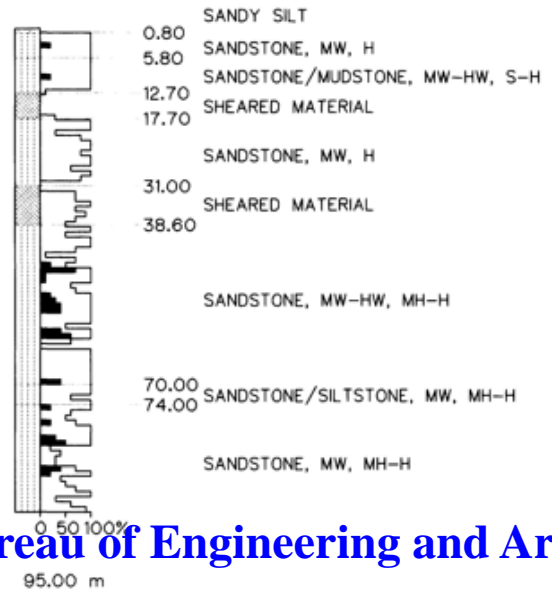 SANDY SILT
0.80
SANDSTONE, MW, H
5.80
SANDSTONE/MUDSTONE, MW-HW, S-H
12.70
SHEARED MATERIAL
17.70
SANDSTONE, MW, H
31.00
SHEARED MATERIAL
38.60
SANDSTONE, MW-HW, MH-H
70.00
SANDSTONE/SILTSTONE, MW, MH-H
74.00
SANDSTONE, MW, MH-H
0 50 100%
reau of Engineering and Ar
95.00 m